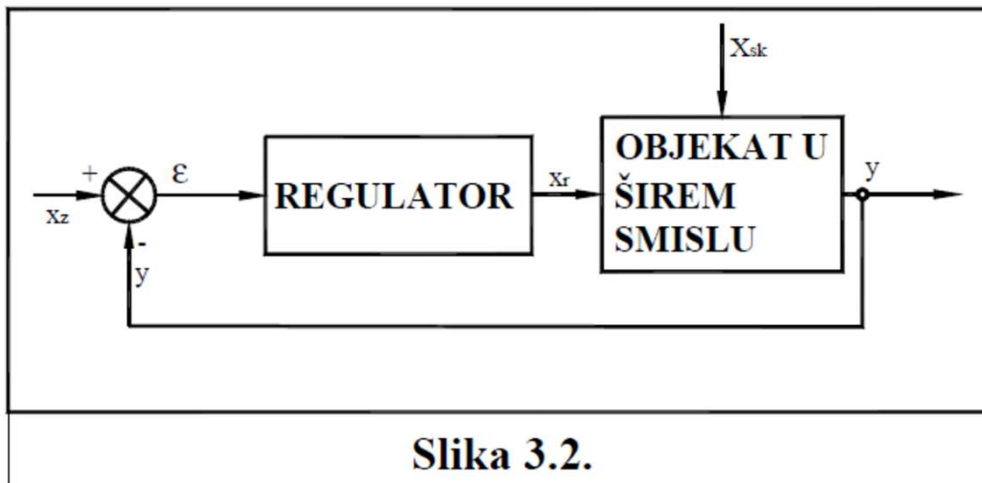 Xsk
+
ε
xz
-
y
REGULATOR
xr
OBJEKAT U
ŠIREM
SMISLU
y
Slika 3.2.